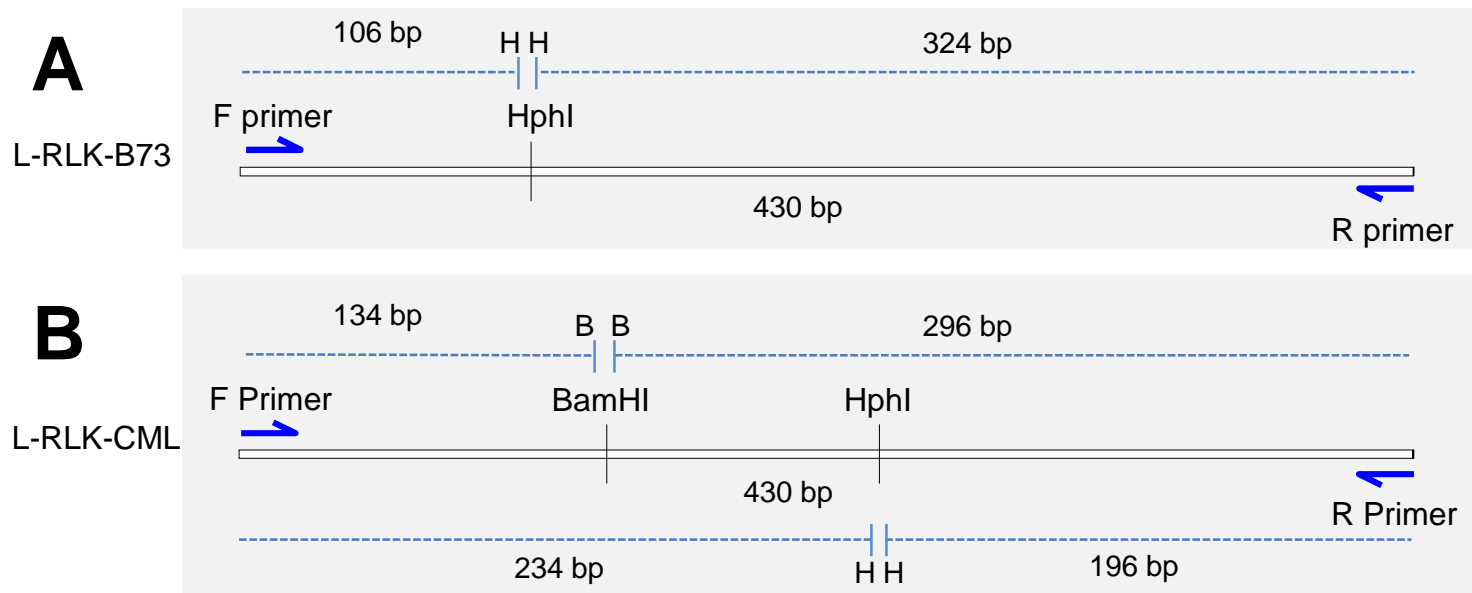 A
106 bp
H H
324 bp
F primer
HphI
L-RLK-B73
430 bp
R primer
B
134 bp
B B
296 bp
F Primer
BamHI
HphI
L-RLK-CML
430 bp
R Primer
234 bp
H H
196 bp